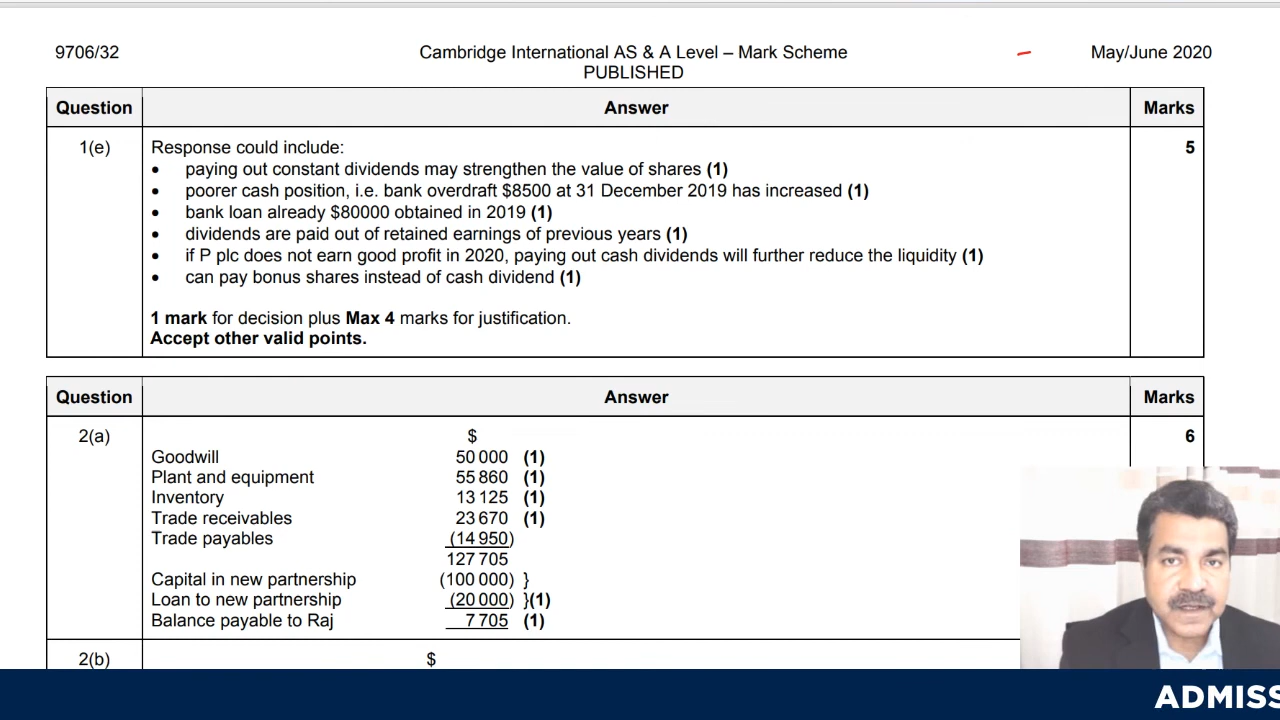 9706/32 Cambridge International AS & A Level – Mark Scheme May/June 2020
PUBLISHED
Question Answer Marks
1(e) Response could include: 5
• paying out constant dividends may strengthen the value of shares (1)
• poorer cash position, i.e. bank overdraft $8500 at 31 December 2019 has increased (1)
• bank loan already $80000 obtained in 2019 (1)
• dividends are paid out of retained earnings of previous years (1)
• if P plc does not earn good profit in 2020, paying out cash dividends will further reduce the liquidity (1)
• can pay bonus shares instead of cash dividend (1)
1 mark for decision plus Max 4 marks for justification.
Accept other valid points.
Question Answer Marks
2(a) $ 6
Goodwill 50 000 (1)
Plant and equipment 55 860 (1)
Inventory 13 125 (1)
Trade receivables 23 670 (1)
Trade payables (14 950)
127 705
Capital in new partnership (100 000) }
Loan to new partnership (20 000) }(1)
Balance payable to Raj 7 705 (1)
2(b) $
ADMISS